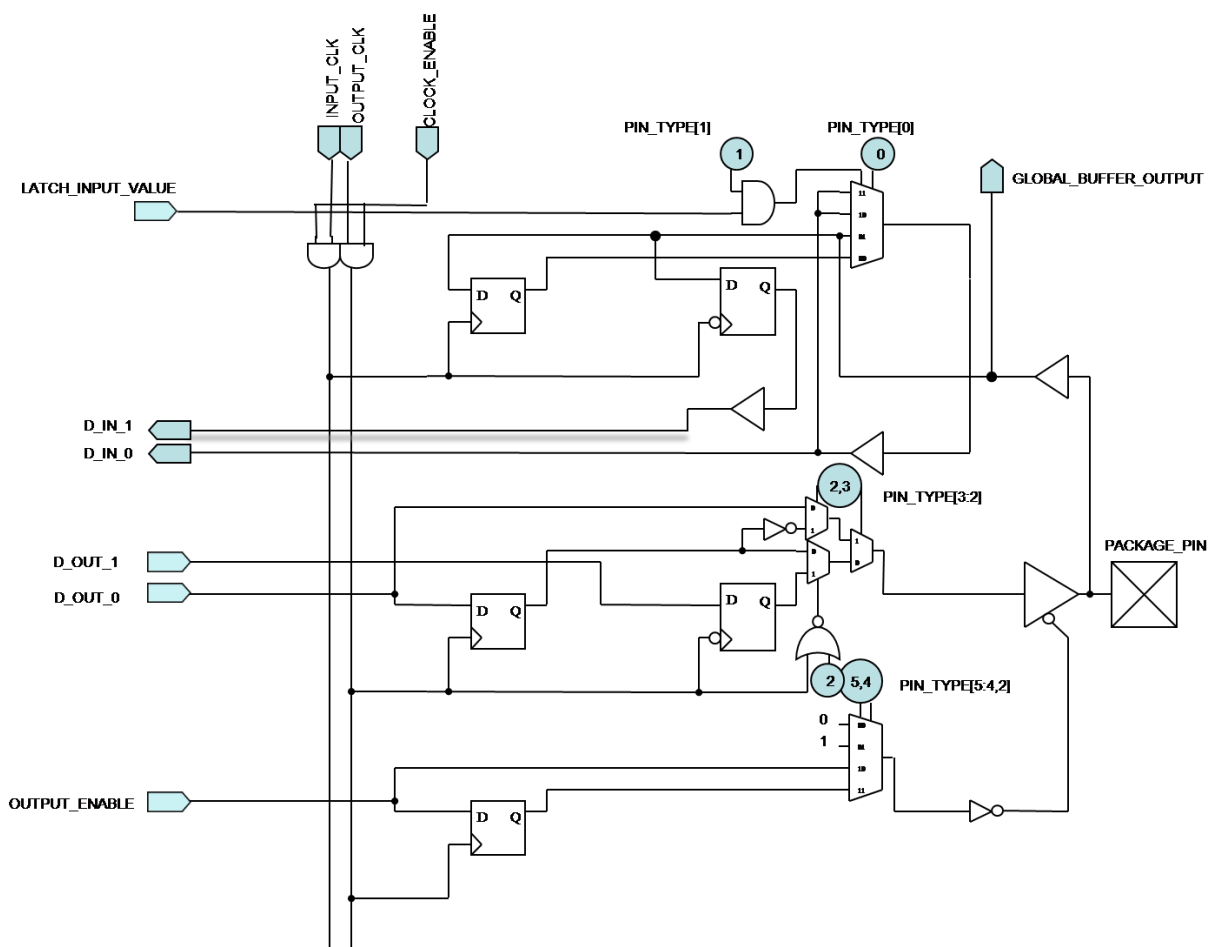 INPUT_CLK
OUTPUT_CLK
CLOCK_ENABLE
PIN_TYPE[1]
PIN_TYPE[0]
1
0
LATCH_INPUT_VALUE
GLOBAL_BUFFER_OUTPUT
11
10
01
00
D Q
D Q
D_IN_1
D_IN_0
2,3
PIN_TYPE[3:2]
0
1
1
0
0
1
D_OUT_1
D_OUT_0
PACKAGE_PIN
D Q
D Q
2
5,4
PIN_TYPE[5:4,2]
0
1
00
01
10
11
OUTPUT_ENABLE
D Q